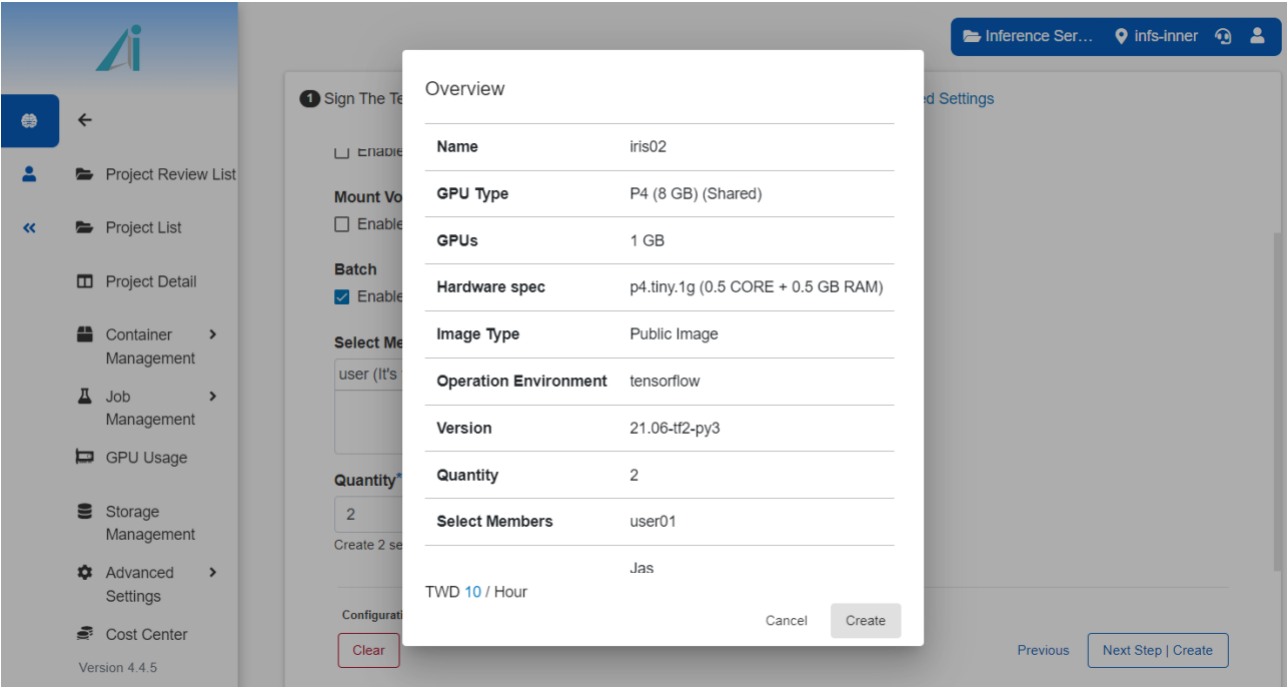 Ai
Inference Ser...
infs-inner
1 Sign The Te
ed Settings
Project Review List
Project List
Project Detail
Container
Management
Job
Management
GPU Usage
Storage
Management
Advanced
Settings
Cost Center
Version 4.4.5
Enable
Mount Vo
Enable
Batch
Enable
Select Me
user (It's
Quantity*
2
Create 2 se
Configurati
Clear
Previous
Next Step | Create
Overview
Name iris02
GPU Type P4 (8 GB) (Shared)
GPUs 1 GB
Hardware spec p4.tiny.1g (0.5 CORE + 0.5 GB RAM)
Image Type Public Image
Operation Environment tensorflow
Version 21.06-tf2-py3
Quantity 2
Select Members user01
Jas
TWD 10 / Hour
Cancel
Create